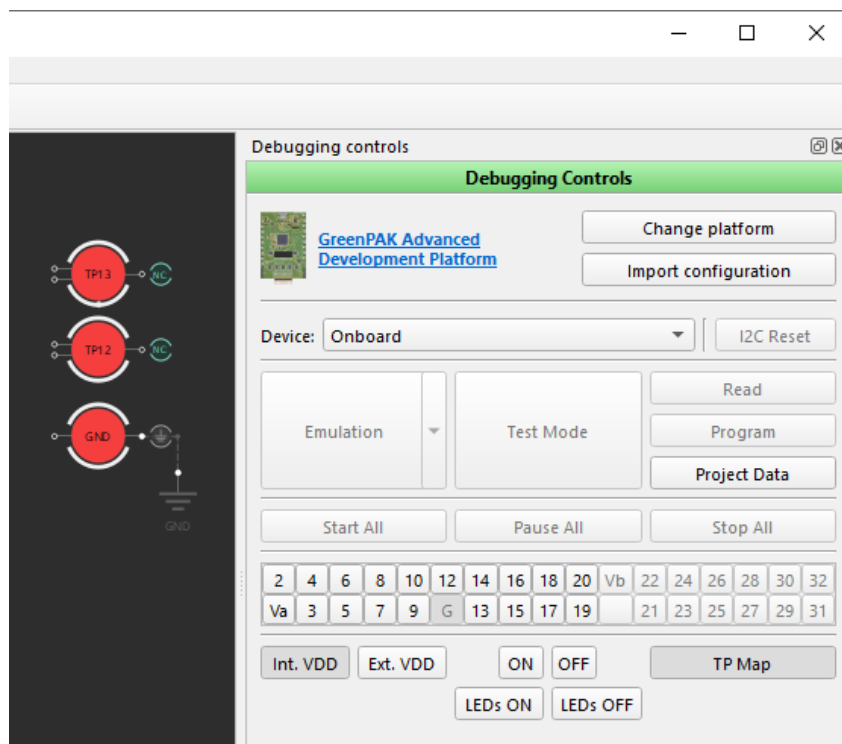 Debugging controls
Debugging Controls
GreenPAK Advanced
Development Platform
Change platform
Import configuration
TP13
NC
TP12
NC
GND
GND
Device: Onboard
I2C Reset
Emulation
Test Mode
Read
Program
Project Data
Start All
Pause All
Stop All
2 4 6 8 10 12 14 16 18 20 Vb 22 24 26 28 30 32
Va 3 5 7 9 G 13 15 17 19 21 23 25 27 29 31
Int. VDD Ext. VDD ON OFF TP Map
LEDs ON LEDs OFF